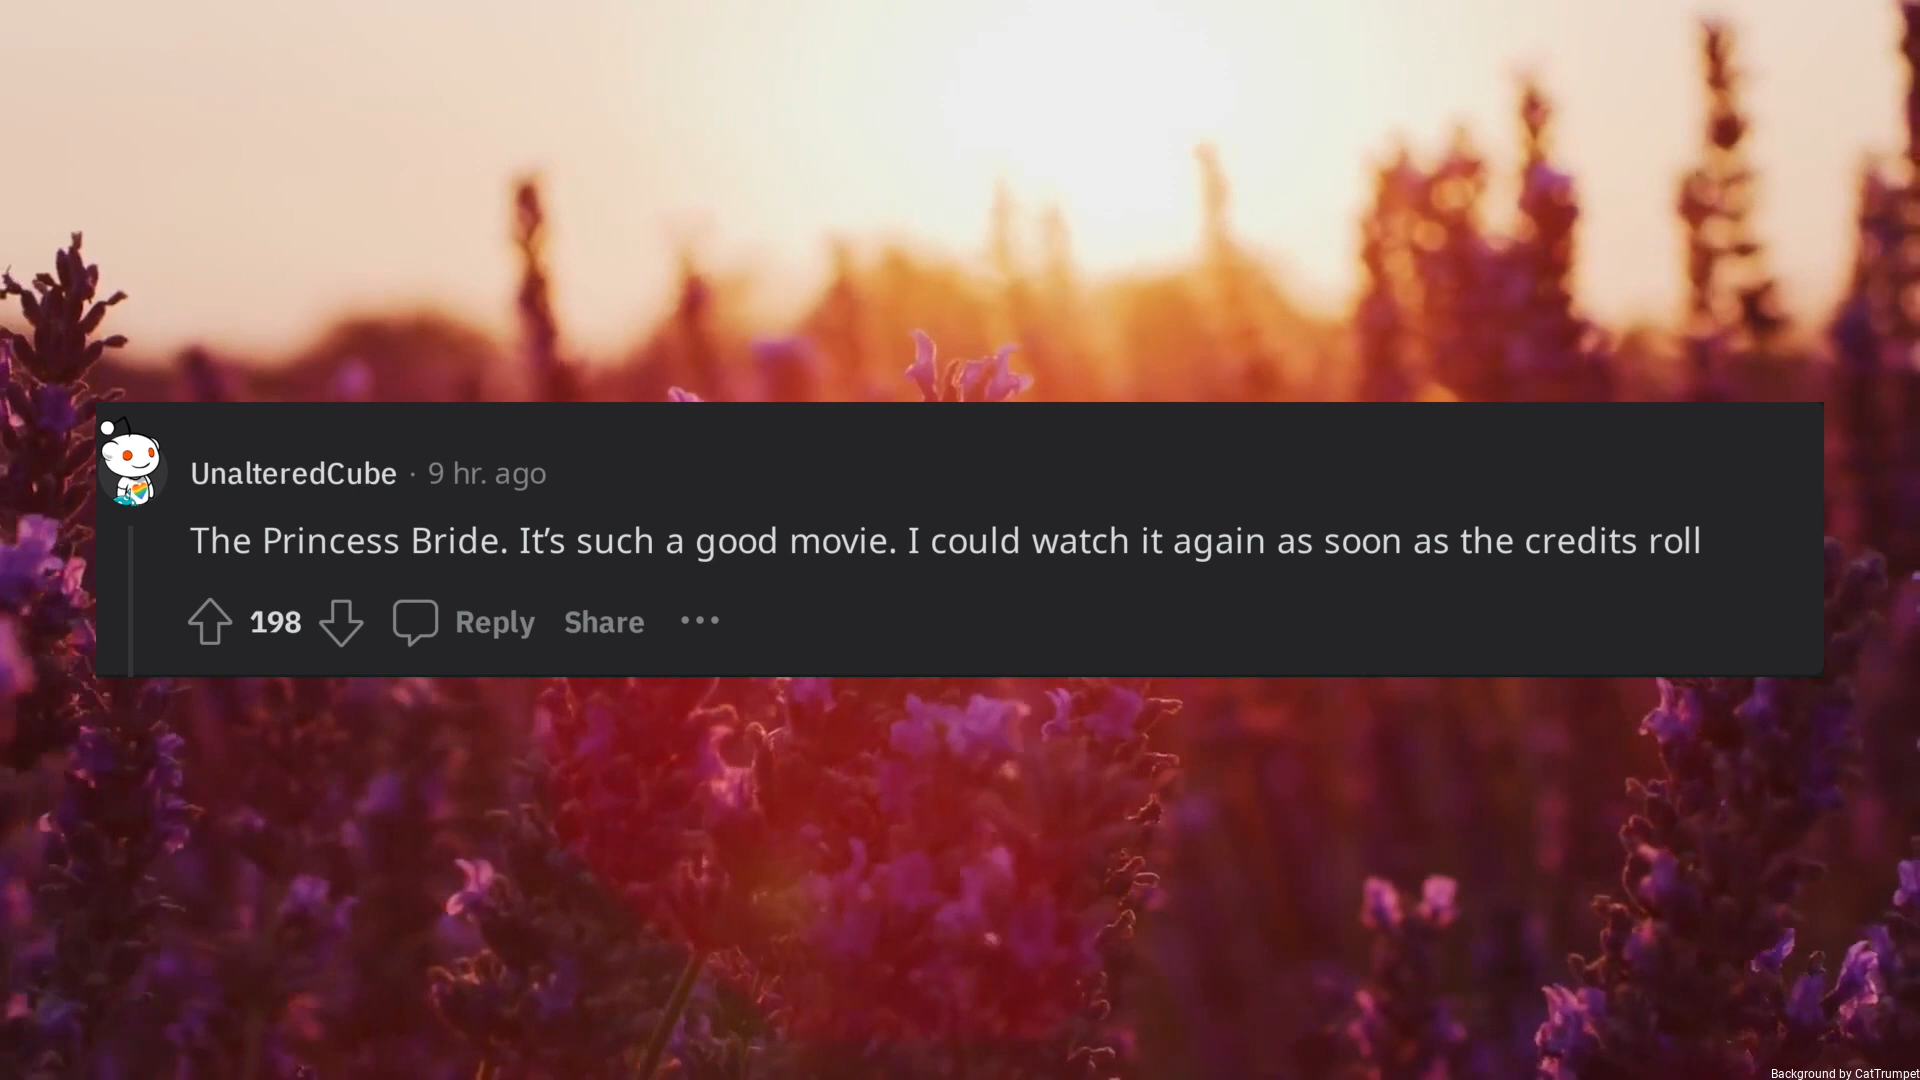 UnalteredCube · 9 hr. ago
The Princess Bride. It’s such a good movie. I could watch it again as soon as the credits roll
198 Reply Share ···
Background by CatTrumpet